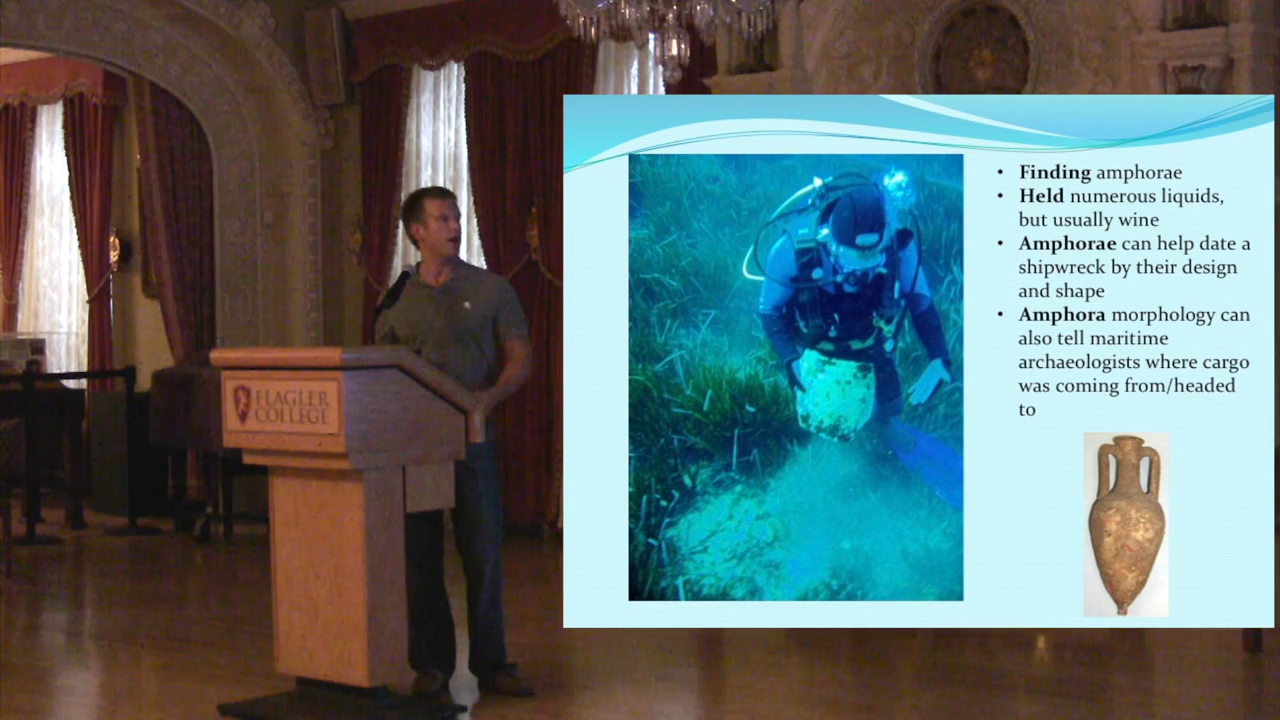 FLAGLER
COLLEGE
• Finding amphorae
• Held numerous liquids,
but usually wine
• Amphorae can help date a
shipwreck by their design
and shape
• Amphora morphology can
also tell maritime
archaeologists where cargo
was coming from/headed
to